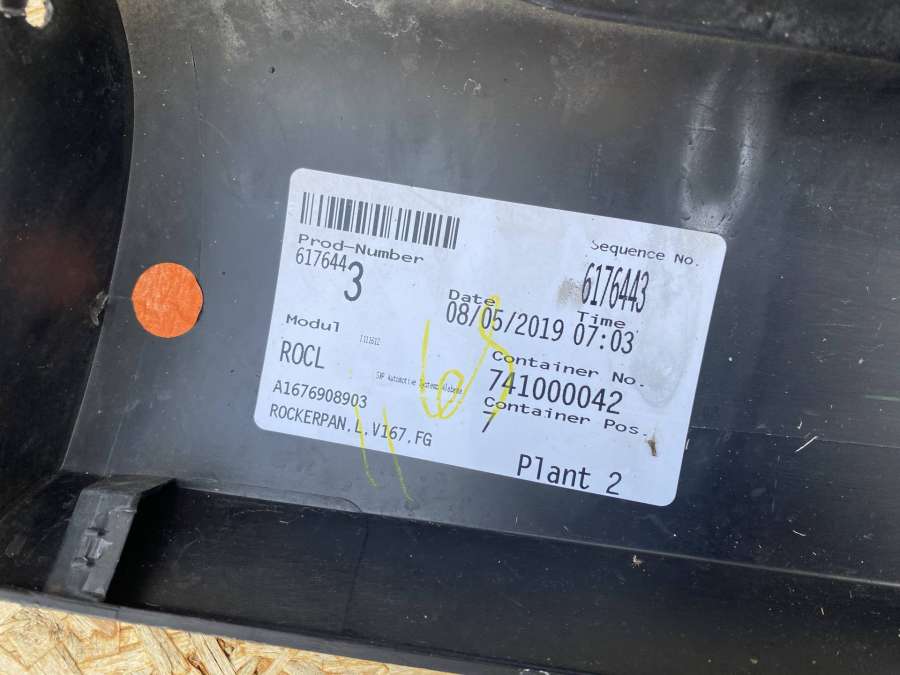 Prod-Number
6176443
Sequence No.
6176443
Date
Time
08/05/2019 07:03
Modul
ROCL
Container No.
741000042
A1676908903
Container Pos.
7
ROCKERPAN.L.V167.FG
Plant 2